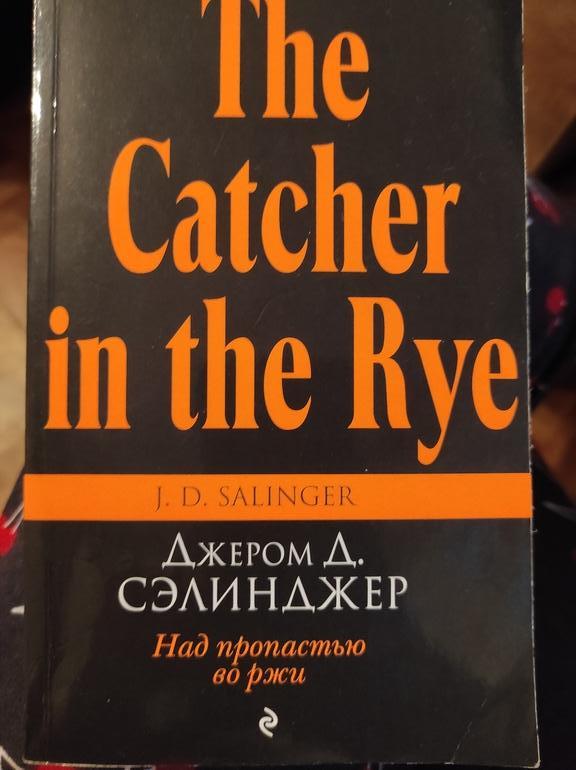 The
Catcher
in the Rye
J. D. SALINGER
Джером Д.
СЭЛИНДЖЕР
Над пропастью
во ржи